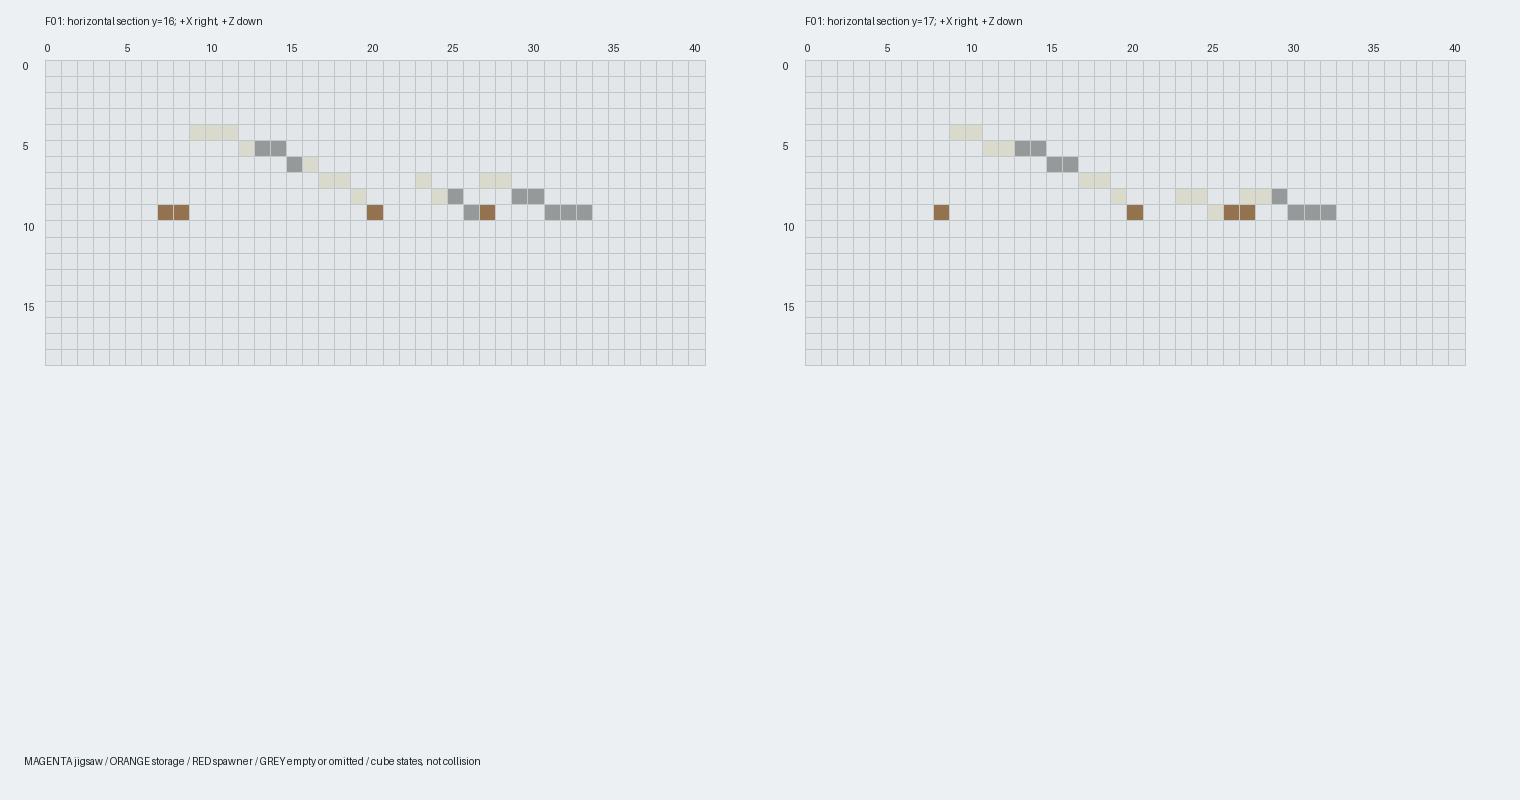 F01: horizontal section y=16; +X right, +Z down
F01: horizontal section y=17; +X right, +Z down
0 5 10 15 20 25 30 35 40
0 5 10 15 20 25 30 35 40
0
0
5
5
10
10
15
15
MAGENTA jigsaw / ORANGE storage / RED spawner / GREY empty or omitted / cube states, not collision